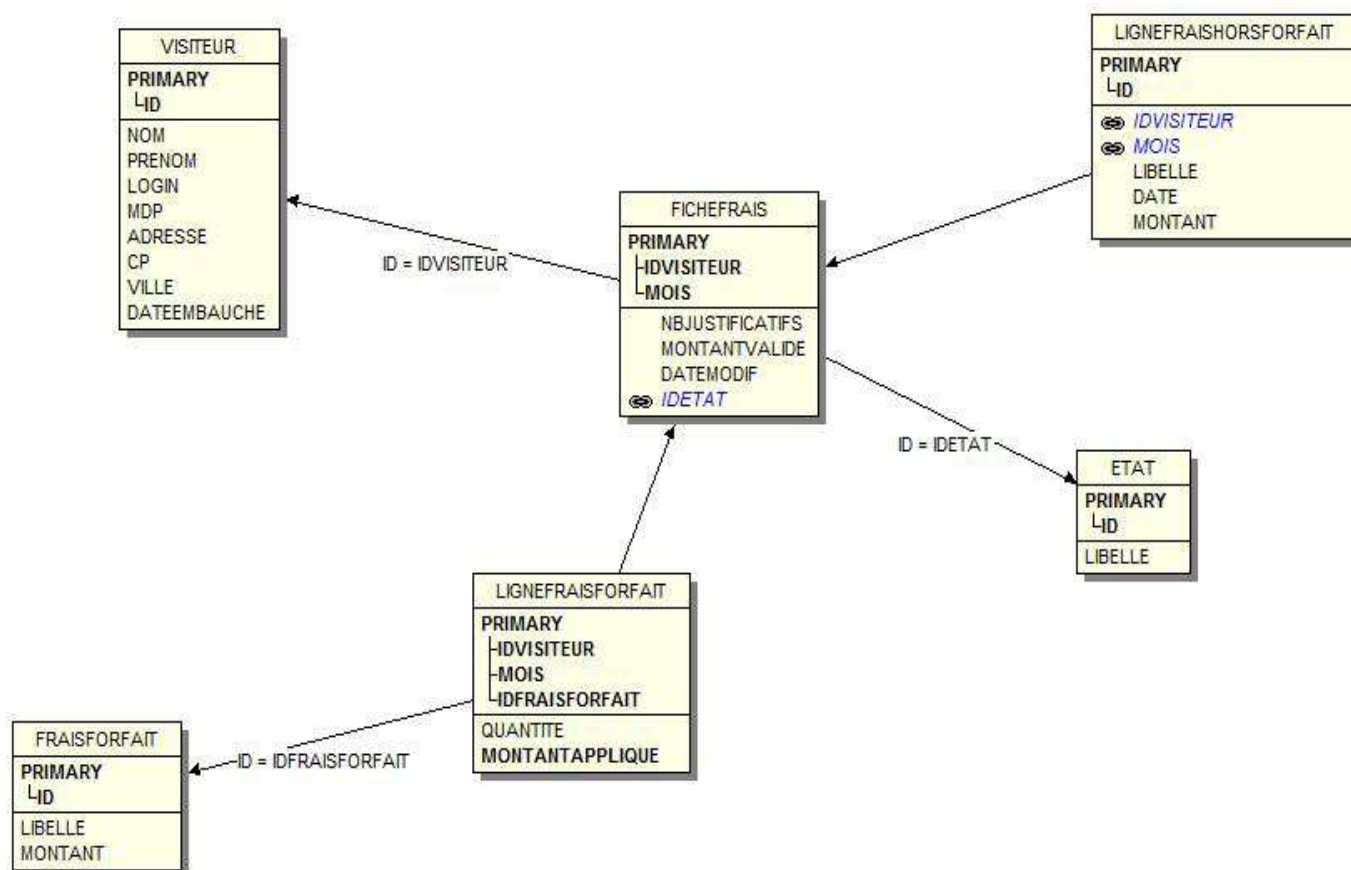 VISITEUR
PRIMARY
ID
NOM
PRENOM
LOGIN
MDP
ADRESSE
CP
VILLE
DATEEMBAUCHE
LIGNEFRAISHORSFORFAIT
PRIMARY
ID
IDVISITEUR
MOIS
LIBELLE
DATE
MONTANT
FICHEFRAIS
PRIMARY
IDVISITEUR
MOIS
NBJUSTIFICATIFS
MONTANTVALIDE
DATEMODIF
IDETAT
ID = IDVISITEUR
ID = IDETAT
ETAT
PRIMARY
ID
LIBELLE
LIGNEFRAISFORFAIT
PRIMARY
IDVISITEUR
MOIS
IDFRAISFORFAIT
QUANTITE
MONTANTAPPLIQUE
ID = IDFRAISFORFAIT
FRAISFORFAIT
PRIMARY
ID
LIBELLE
MONTANT